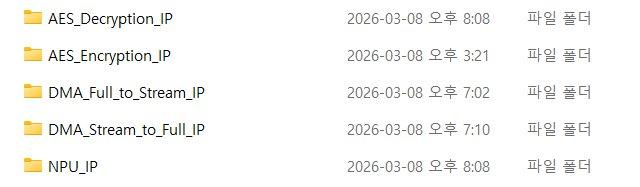 AES_Decryption_IP 2026-03-08 오후 8:08 파일 폴더
AES_Encryption_IP 2026-03-08 오후 3:21 파일 폴더
DMA_Full_to_Stream_IP 2026-03-08 오후 7:02 파일 폴더
DMA_Stream_to_Full_IP 2026-03-08 오후 7:10 파일 폴더
NPU_IP 2026-03-08 오후 8:08 파일 폴더